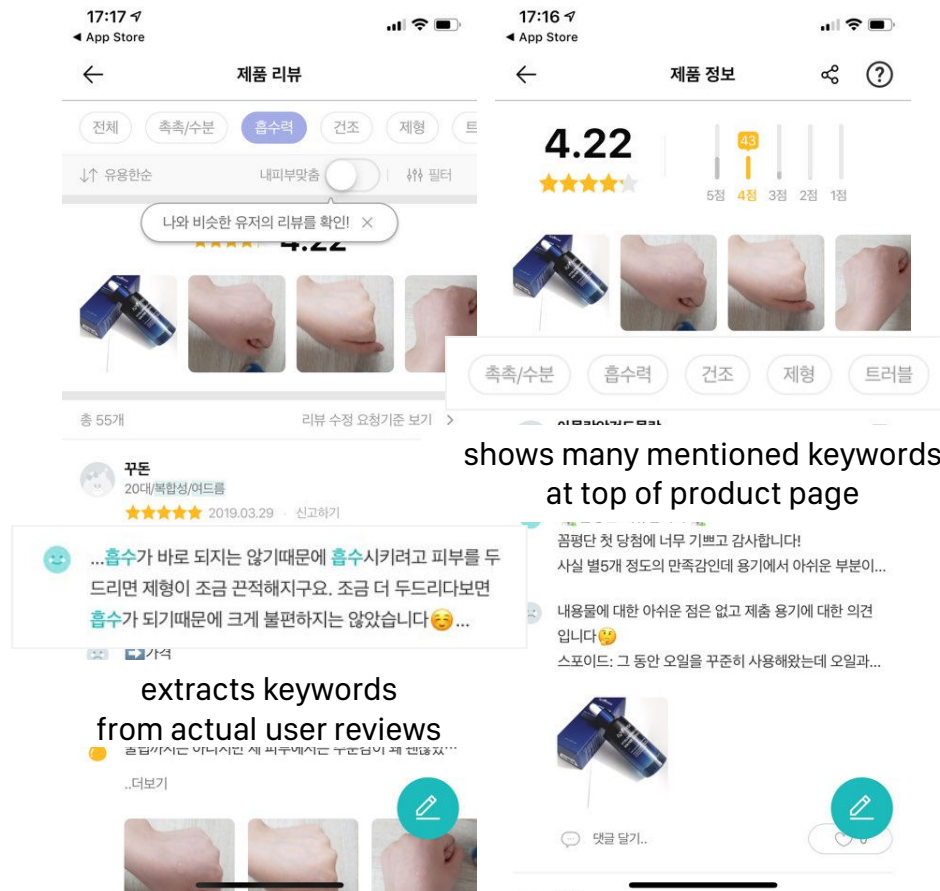 17:17
◀ App Store
제품 리뷰
전체
촉촉/수분
흡수력
건조
제형
↓↑ 유용한순
내피부맞춤
필터
나와 비슷한 유저의 리뷰를 확인! ×
4.22
총 55개
리뷰 수정 요청기준 보기 >
꾸돈
20대/복합성/여드름
★★★★★ 2019.03.29 · 신고하기
...흡수가 바로 되지는 않기때문에 흡수시키려고 피부를 두
드리면 제형이 조금 끈적해지구요. 조금 더 두드리다보면
흡수가 되기때문에 크게 불편하지는 않았습니다☺️...
➡️가격
extracts keywords
from actual user reviews
..더보기
17:16
◀ App Store
제품 정보
?
4.22
43
5점
4점
3점
2점
1점
촉촉/수분
흡수력
건조
제형
트러블
shows many mentioned keywords
at top of product page
꼼평단 첫 당첨에 너무 기쁘고 감사합니다!
사실 별5개 정도의 만족감인데 용기에서 아쉬운 부분이...
내용물에 대한 아쉬운 점은 없고 제춤 용기에 대한 의견
입니다🤔
스포이드: 그 동안 오일을 꾸준히 사용해왔는데 오일과...
댓글 달기..